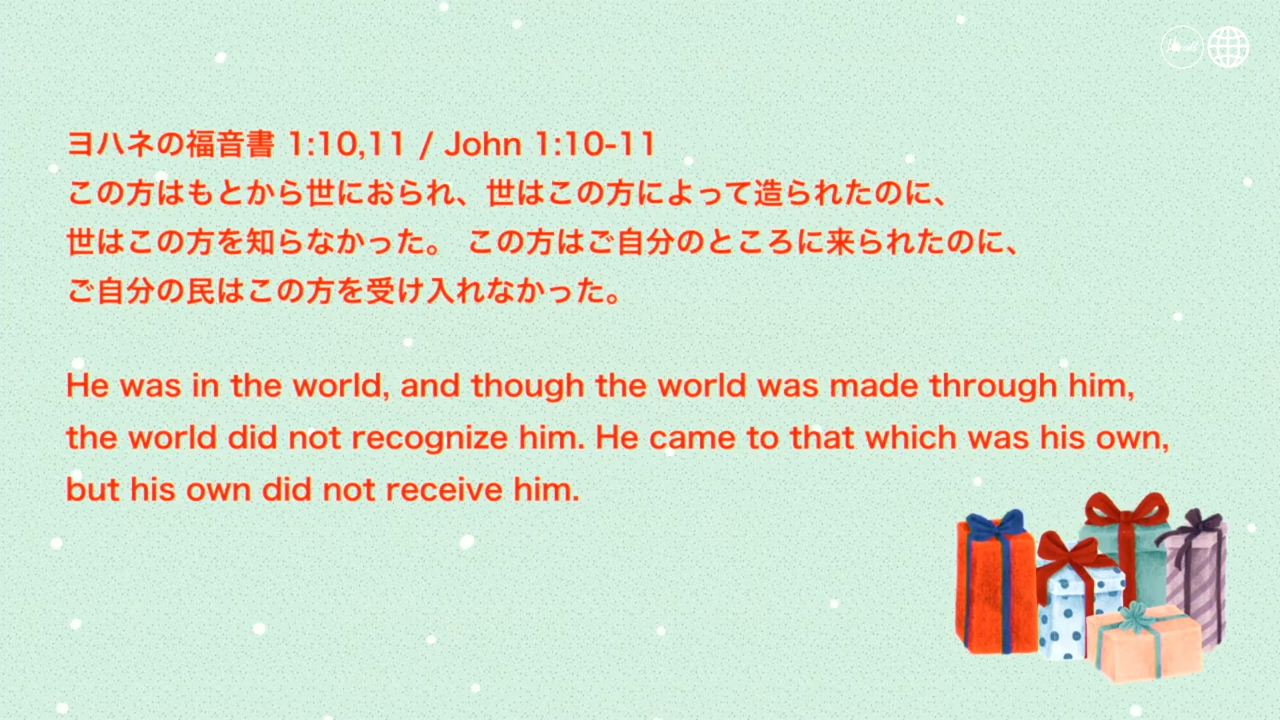 ヨハネの福音書 1:10,11 / John 1:10-11
この方はもとから世におられ、世はこの方によって造られたのに、
世はこの方を知らなかった。 この方はご自分のところに来られたのに、
ご自分の民はこの方を受け入れなかった。
He was in the world, and though the world was made through him,
the world did not recognize him. He came to that which was his own,
but his own did not receive him.